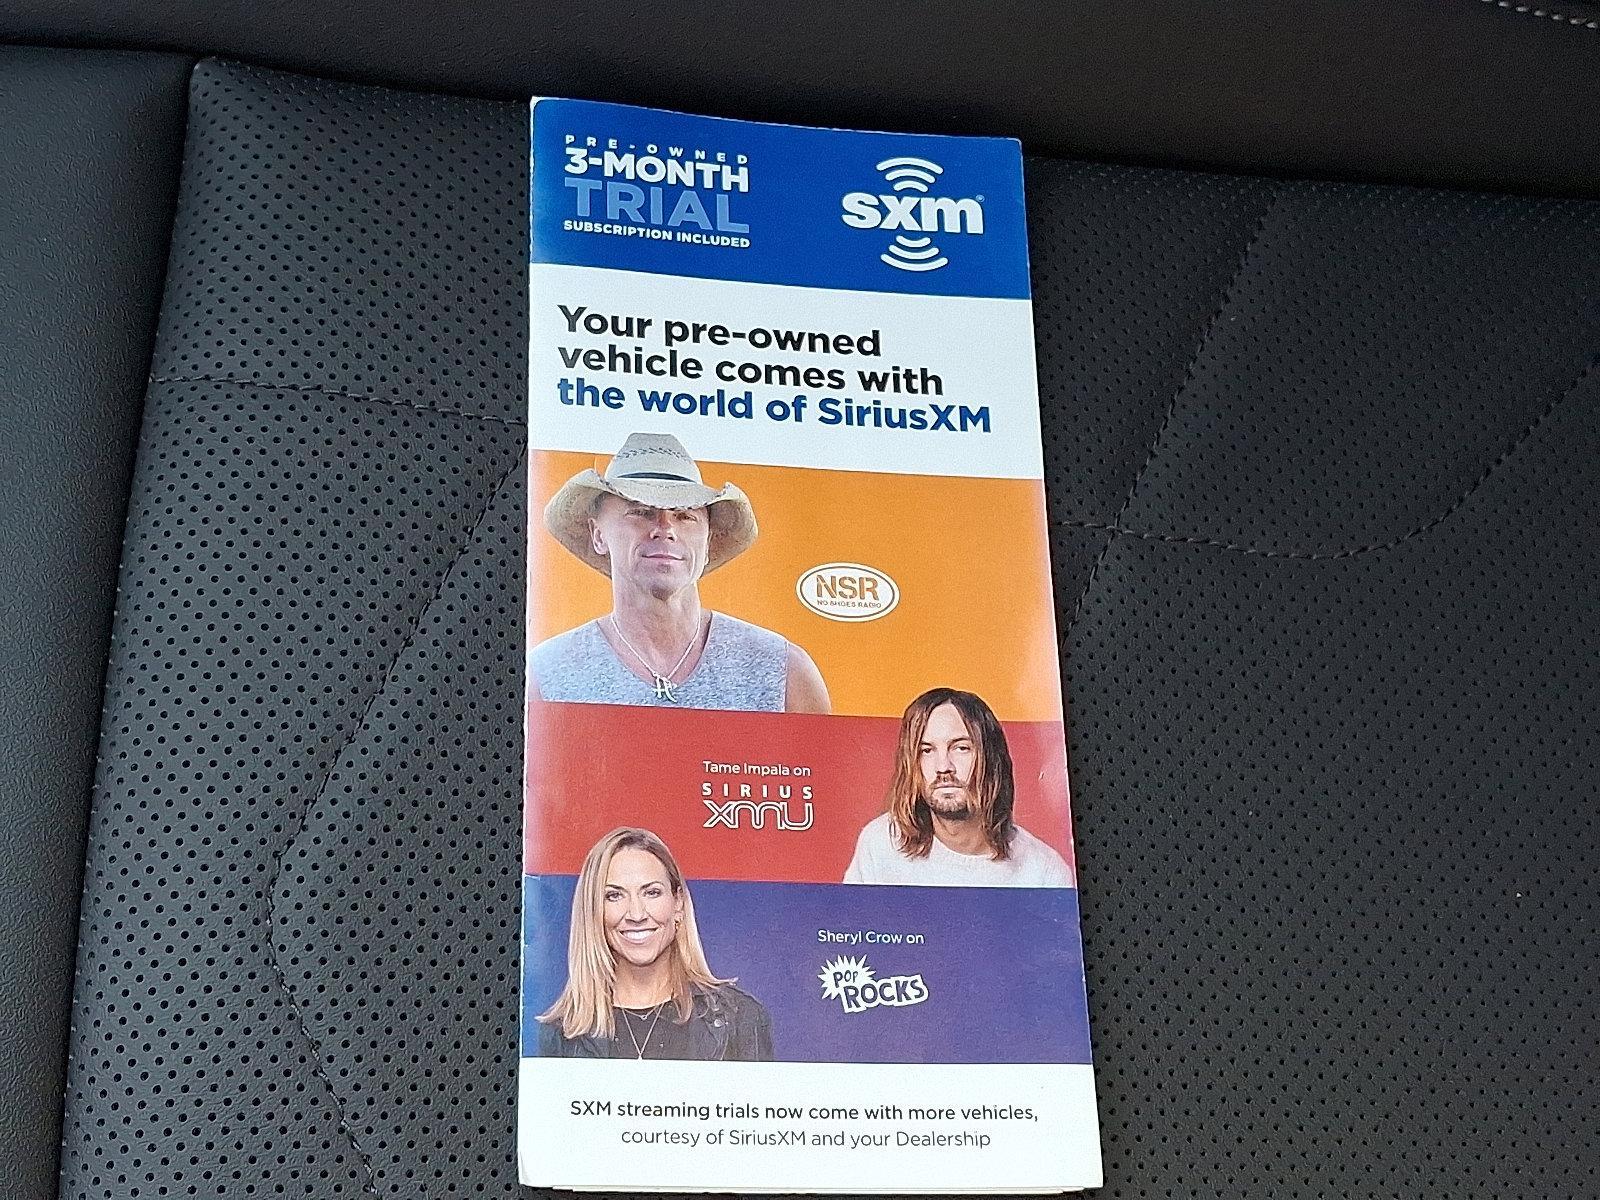 PRE-OWNED
3-MONTH
TRIAL
SUBSCRIPTION INCLUDED
sxm®
Your pre-owned
vehicle comes with
the world of SiriusXM
NSR
NO SHOES RADIO
Tame Impala on
SIRIUS
xmu
Sheryl Crow on
POP
ROCKS
SXM streaming trials now come with more vehicles,
courtesy of SiriusXM and your Dealership